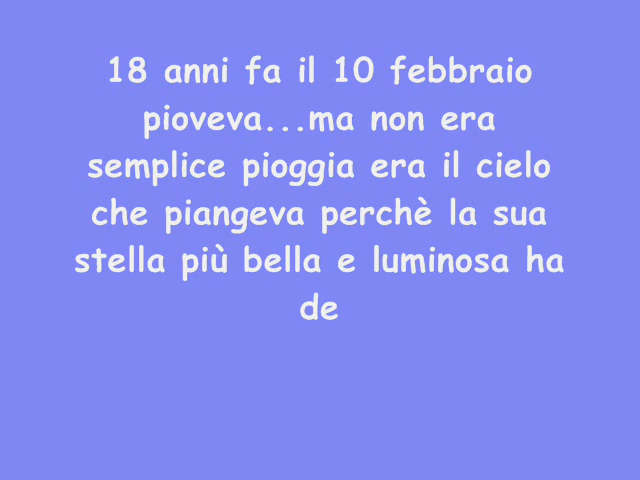 18 anni fa il 10 febbraio
pioveva...ma non era
semplice pioggia era il cielo
che piangeva perchè la sua
stella più bella e luminosa ha
de